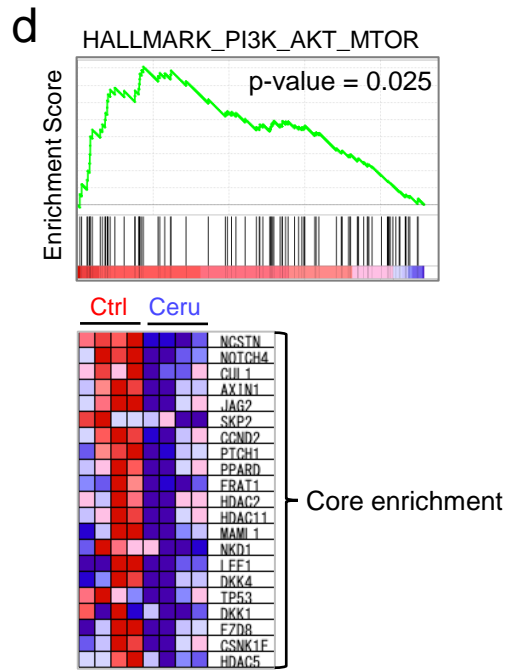 d
HALLMARK_PI3K_AKT_MTOR
p-value = 0.025
Enrichment Score
Ctrl Ceru
NCSTN
NOTCH4
CUL1
AXIN1
JAG2
SKP2
CCND2
PTCH1
PPARD
FRAT1
HDAC2
HDAC11
MAML1
NKD1
LEF1
DKK4
TP53
DKK1
FZD8
CSNK1E
HDAC5
Core enrichment